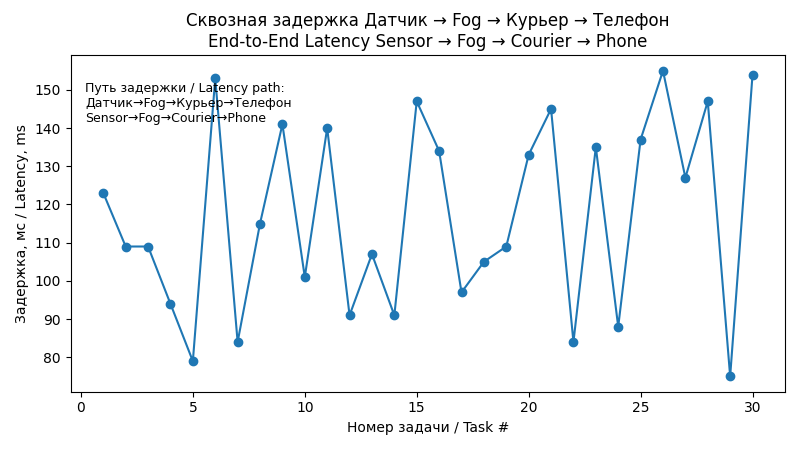 Сквозная задержка Датчик → Fog → Курьер → Телефон
End-to-End Latency Sensor → Fog → Courier → Phone
Путь задержки / Latency path:
Датчик→Fog→Курьер→Телефон
Sensor→Fog→Courier→Phone
Задержка, мс / Latency, ms
150
140
130
120
110
100
90
80
0 5 10 15 20 25 30
Номер задачи / Task #